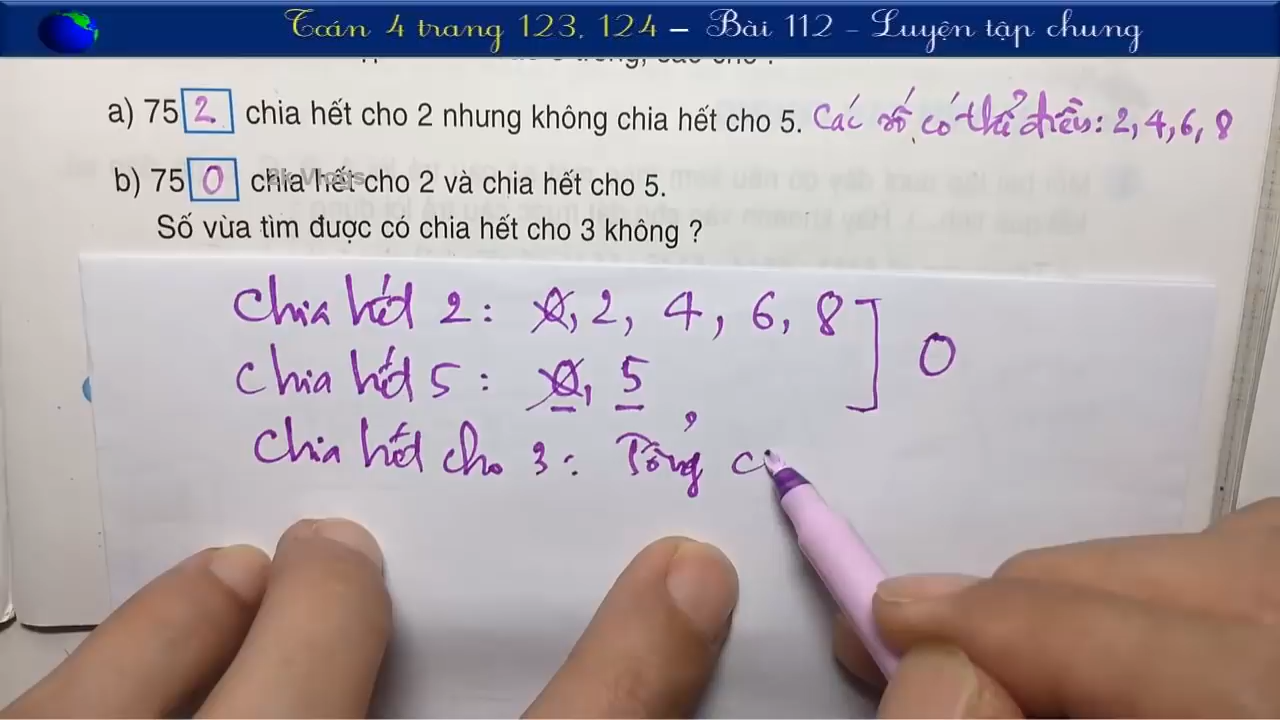 Toán 4 trang 123, 124 – Bài 112 - Luyện tập chung
a) 75 2 chia hết cho 2 nhưng không chia hết cho 5. Các số có thể điền: 2, 4, 6, 8
b) 75 0 chia hết cho 2 và chia hết cho 5.
Số vừa tìm được có chia hết cho 3 không ?
Chia hết 2 : 0, 2, 4, 6, 8 ] 0
Chia hết 5 : 0, 5
Chia hết cho 3 : Tổng c